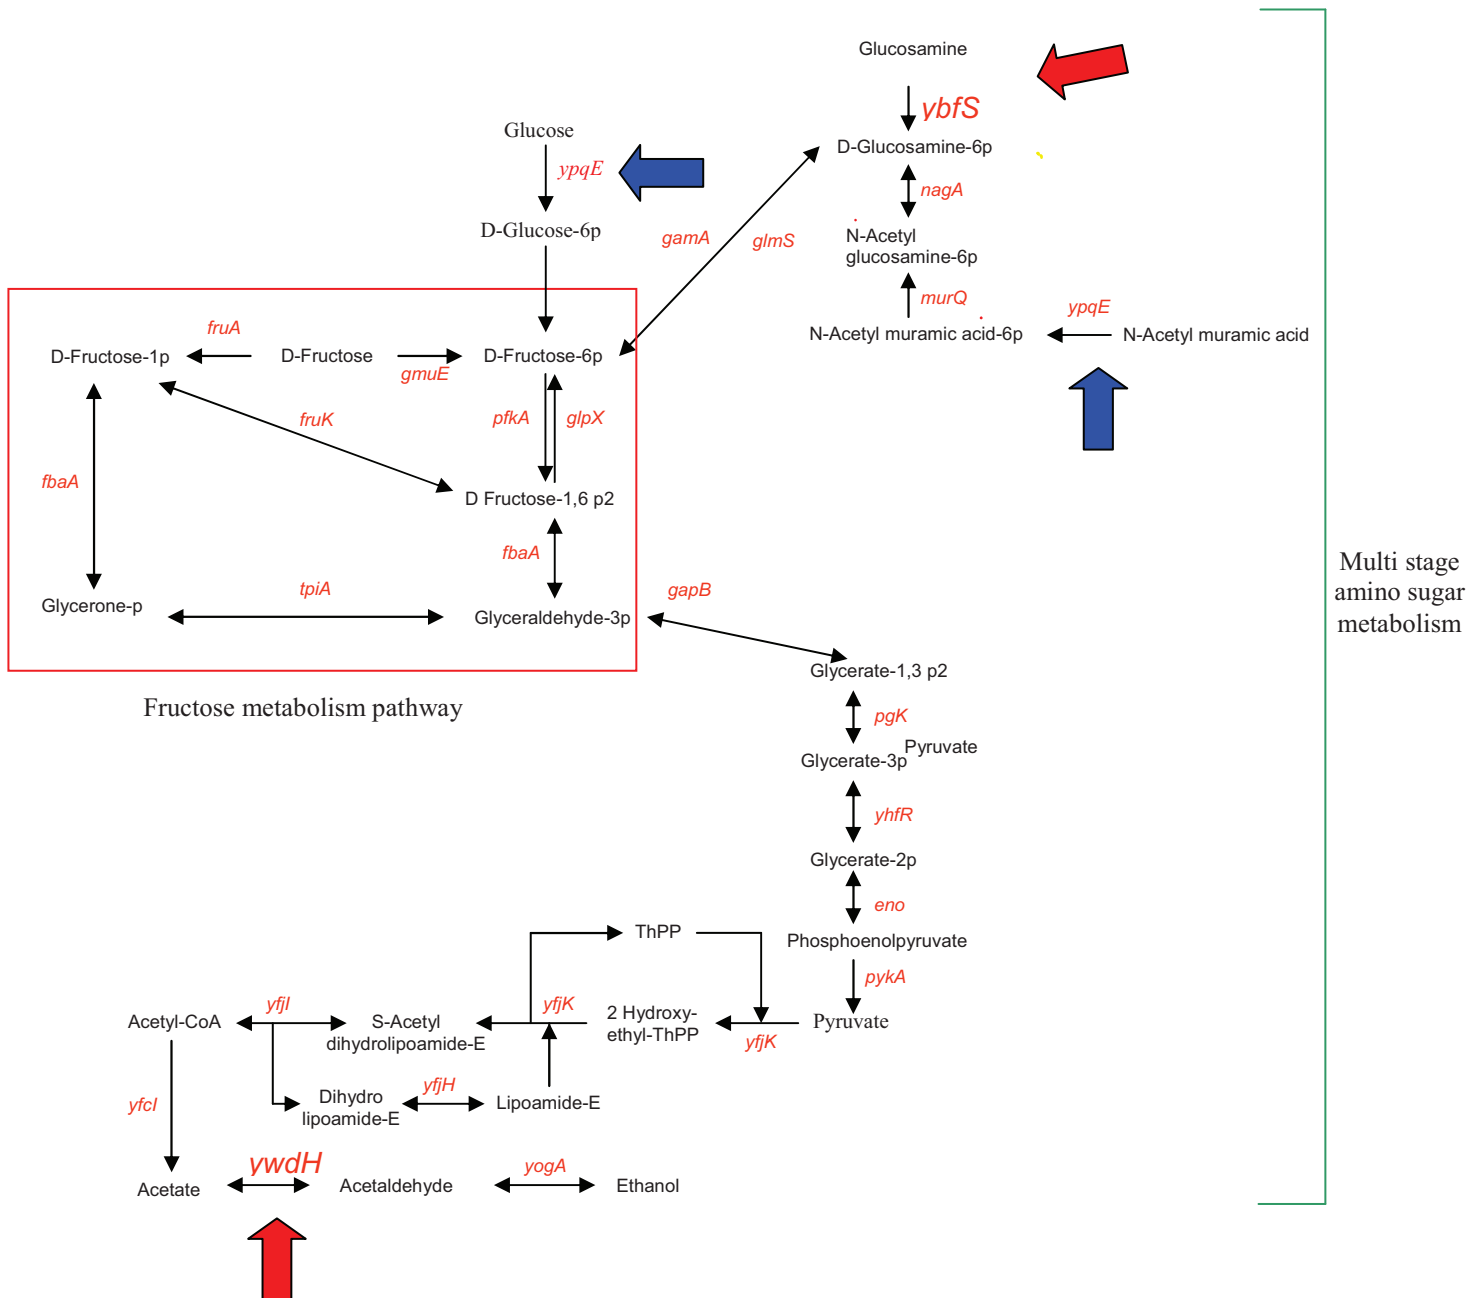 Glucosamine
ybfS
Glucose
D-Glucosamine-6p
ypqE
nagA
D-Glucose-6p
gamA
glmS
N-Acetyl
glucosamine-6p
murQ
ypqE
N-Acetyl muramic acid-6p
N-Acetyl muramic acid
fruA
D-Fructose-1p
D-Fructose
D-Fructose-6p
gmuE
fruK
pfkA
glpX
fbaA
D Fructose-1,6 p2
fbaA
tpiA
gapB
Glycerone-p
Glyceraldehyde-3p
Multi stage
amino sugar
metabolism
Glycerate-1,3 p2
Fructose metabolism pathway
pgK
Pyruvate
Glycerate-3p
yhfR
Glycerate-2p
eno
ThPP
Phosphoenolpyruvate
pykA
yfjI
yfjK
Acetyl-CoA
S-Acetyl
dihydrolipoamide-E
2 Hydroxy-
ethyl-ThPP
Pyruvate
yfjK
yfjH
Dihydro
lipoamide-E
Lipoamide-E
yfcI
ywdH
yogA
Acetate
Acetaldehyde
Ethanol